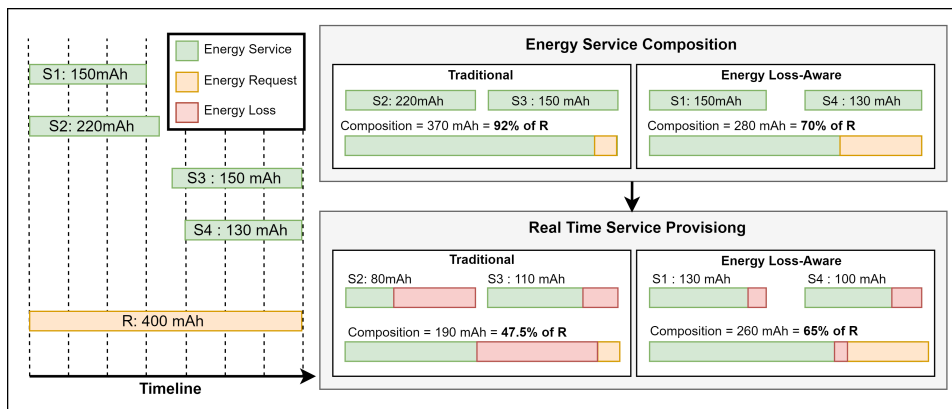 S1: 150mAh
S2: 220mAh
S3 : 150 mAh
S4 : 130 mAh
R: 400 mAh
Timeline
Energy Service
Energy Request
Energy Loss
Energy Service Composition
Traditional
S2: 220mAh
S3 : 150 mAh
Composition = 370 mAh = 92% of R
Energy Loss-Aware
S1: 150mAh
S4 : 130 mAh
Composition = 280 mAh = 70% of R
Real Time Service Provisiong
Traditional
S2: 80mAh
S3 : 110 mAh
Composition = 190 mAh = 47.5% of R
Energy Loss-Aware
S1 : 130 mAh
S4 : 100 mAh
Composition = 260 mAh = 65% of R